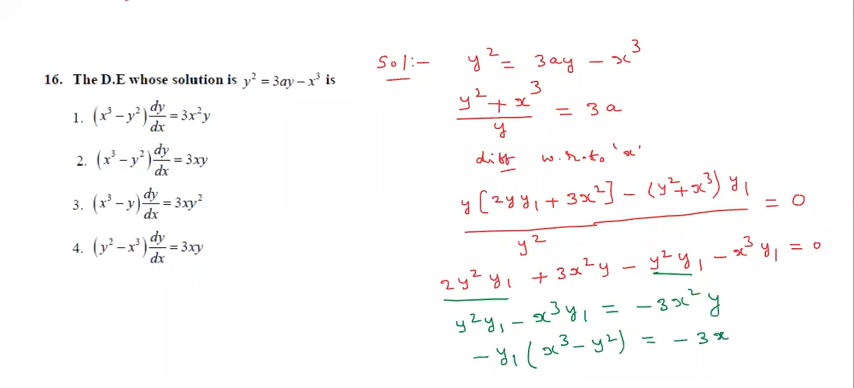 16. The D.E whose solution is y² = 3ay − x³ is
1. (x³ − y²) dy/dx = 3x²y
2. (x³ − y²) dy/dx = 3xy
3. (x³ − y) dy/dx = 3xy²
4. (y² − x³) dy/dx = 3xy
Sol:- y² = 3ay − x³
(y² + x³)/y = 3a
diff w.r.to 'x'
(y[2yy₁ + 3x²] − (y² + x³)y₁)/y² = 0
2y²y₁ + 3x²y − y²y₁ − x³y₁ = 0
y²y₁ − x³y₁ = −3x²y
−y₁(x³ − y²) = −3x